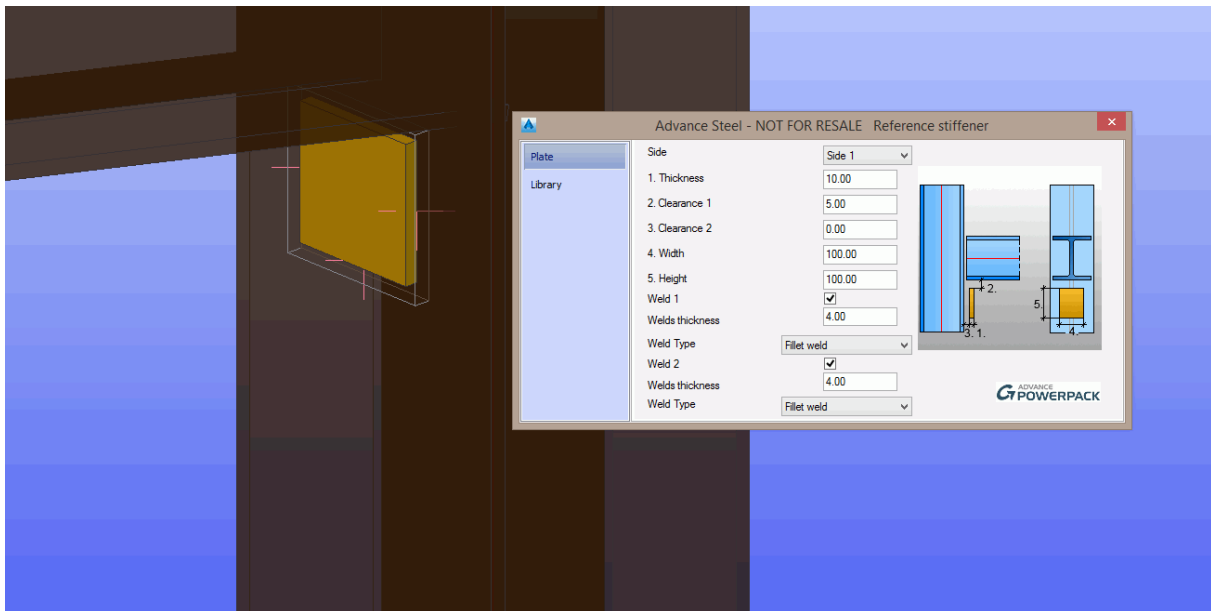 Advance Steel - NOT FOR RESALE Reference stiffener
Plate
Library
Side Side 1
1. Thickness 10.00
2. Clearance 1 5.00
3. Clearance 2 0.00
4. Width 100.00
5. Height 100.00
Weld 1
Welds thickness 4.00
Weld Type Fillet weld
Weld 2
Welds thickness 4.00
Weld Type Fillet weld
2.
5.
3. 1.
4.
ADVANCE
POWERPACK